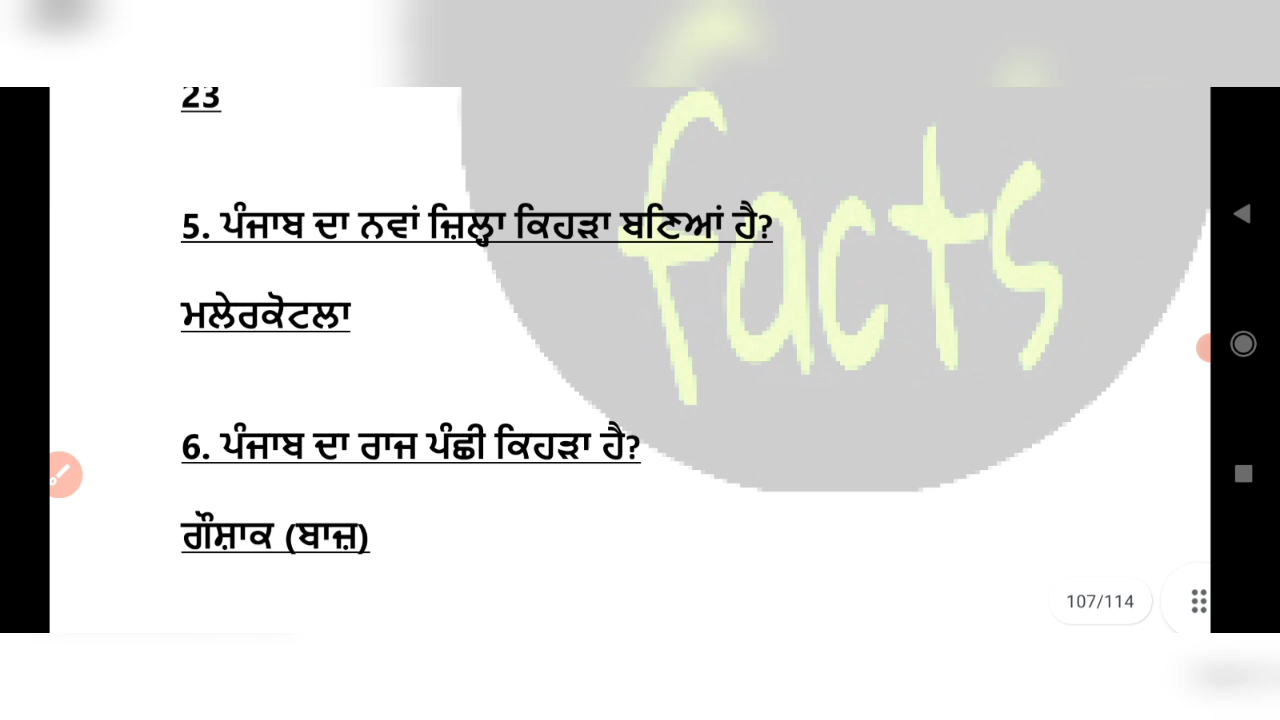 23
facts
5. ਪੰਜਾਬ ਦਾ ਨਵਾਂ ਜ਼ਿਲ੍ਹਾ ਕਿਹੜਾ ਬਣਿਆਂ ਹੈ?
ਮਲੇਰਕੋਟਲਾ
6. ਪੰਜਾਬ ਦਾ ਰਾਜ ਪੰਛੀ ਕਿਹੜਾ ਹੈ?
ਗੌਸ਼ਾਕ (ਬਾਜ਼)
107/114